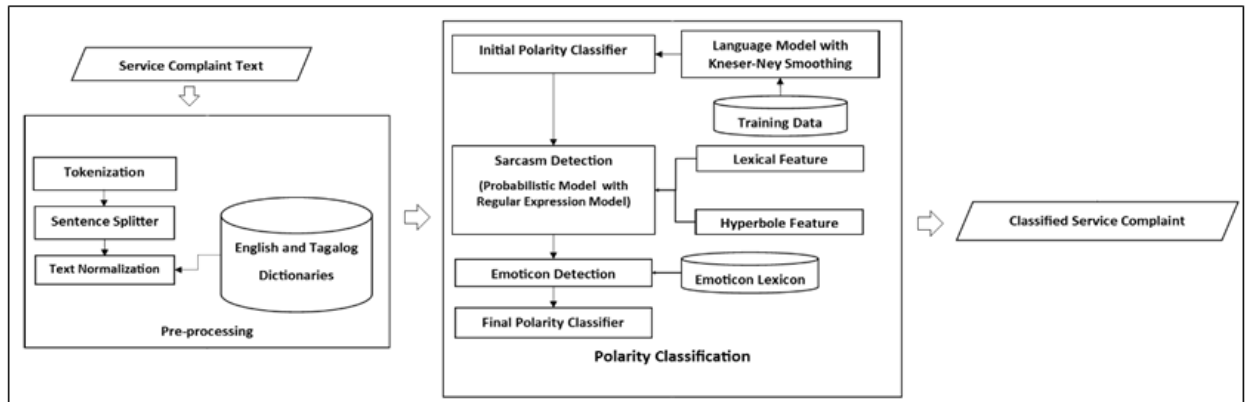 Service Complaint Text
Tokenization
Sentence Splitter
Text Normalization
English and Tagalog
Dictionaries
Pre-processing
Initial Polarity Classifier
Language Model with
Kneser-Ney Smoothing
Training Data
Sarcasm Detection
(Probabilistic Model with
Regular Expression Model)
Lexical Feature
Hyperbole Feature
Emoticon Detection
Emoticon Lexicon
Final Polarity Classifier
Polarity Classification
Classified Service Complaint